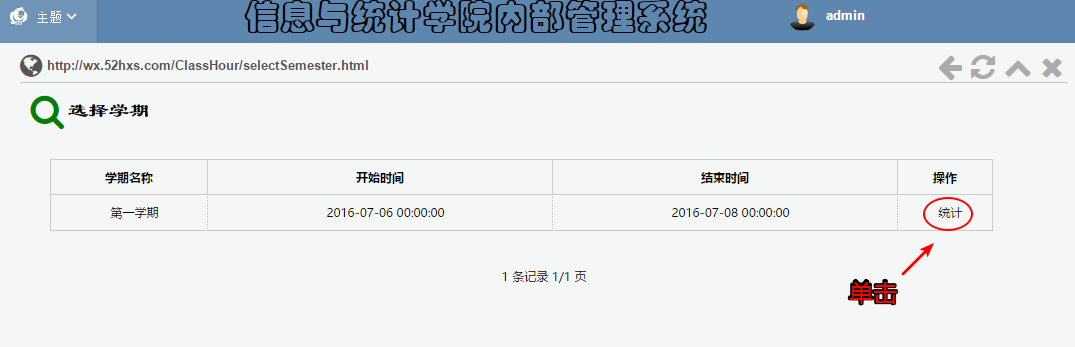 主题
信息与统计学院内部管理系统
admin
http://wx.52hxs.com/ClassHour/selectSemester.html
选择学期
学期名称 开始时间 结束时间 操作
第一学期 2016-07-06 00:00:00 2016-07-08 00:00:00 统计
1 条记录 1/1 页
单击